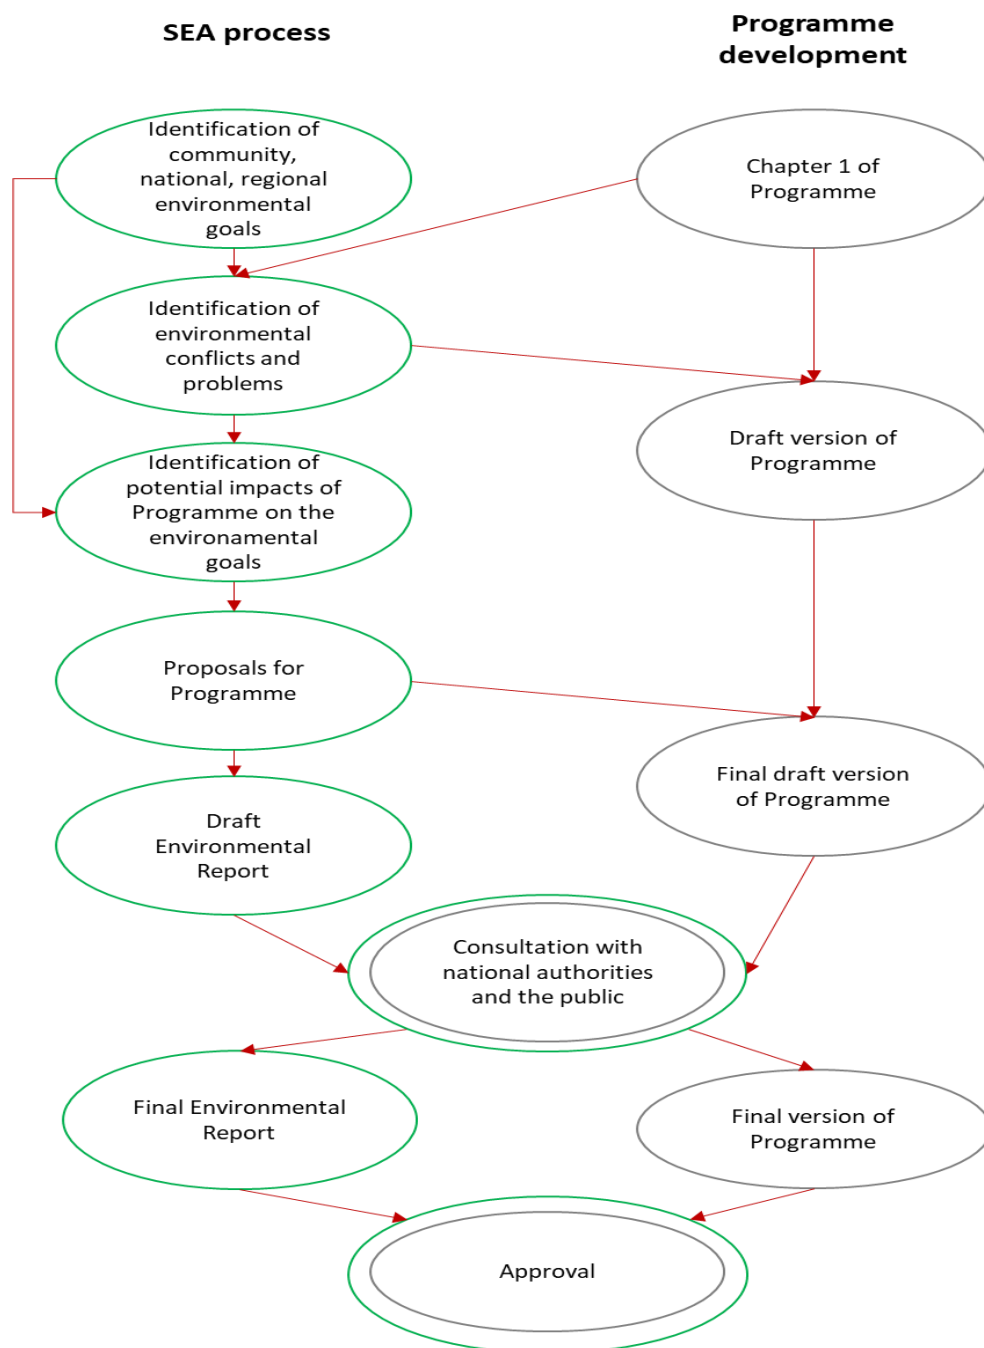 SEA process
Programme
development
Identification of
community,
national, regional
environmental
goals
Chapter 1 of
Programme
Identification of
environmental
conflicts and
problems
Draft version of
Programme
Identification of
potential impacts of
Programme on the
environamental
goals
Proposals for
Programme
Final draft version
of Programme
Draft
Environmental
Report
Consultation with
national authorities
and the public
Final Environmental
Report
Final version of
Programme
Approval